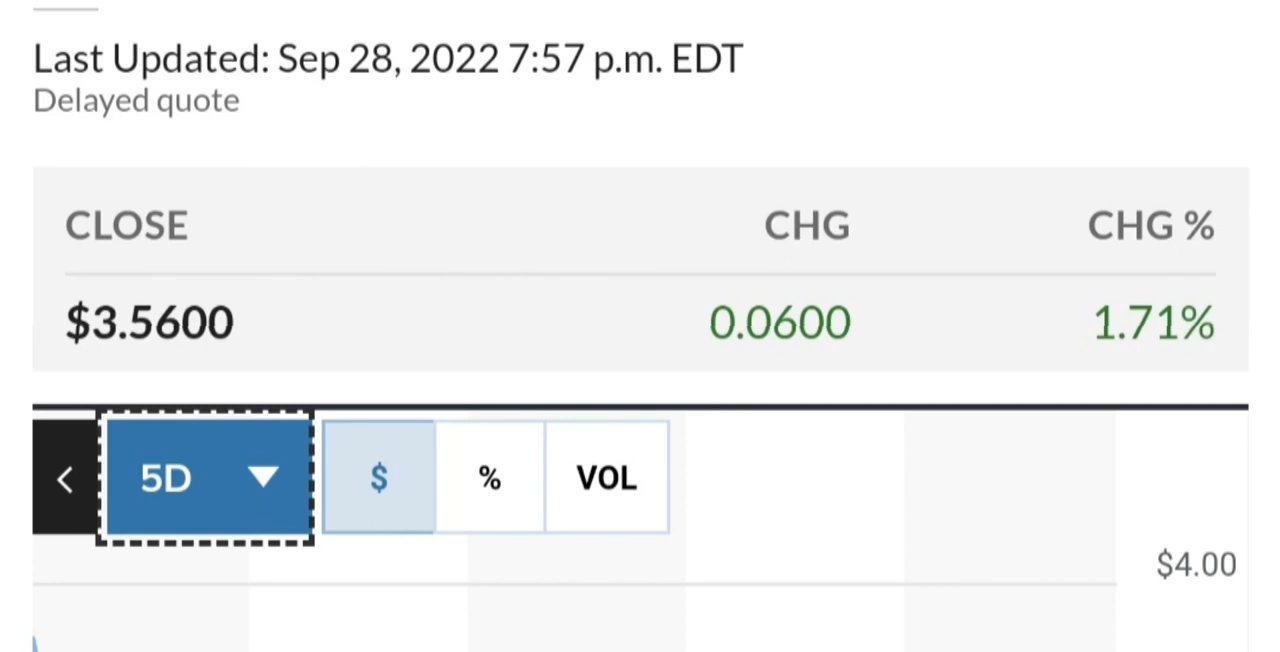 Last Updated: Sep 28, 2022 7:57 p.m. EDT
Delayed quote
CLOSE CHG CHG %
$3.5600 0.0600 1.71%
5D $ % VOL
$4.00